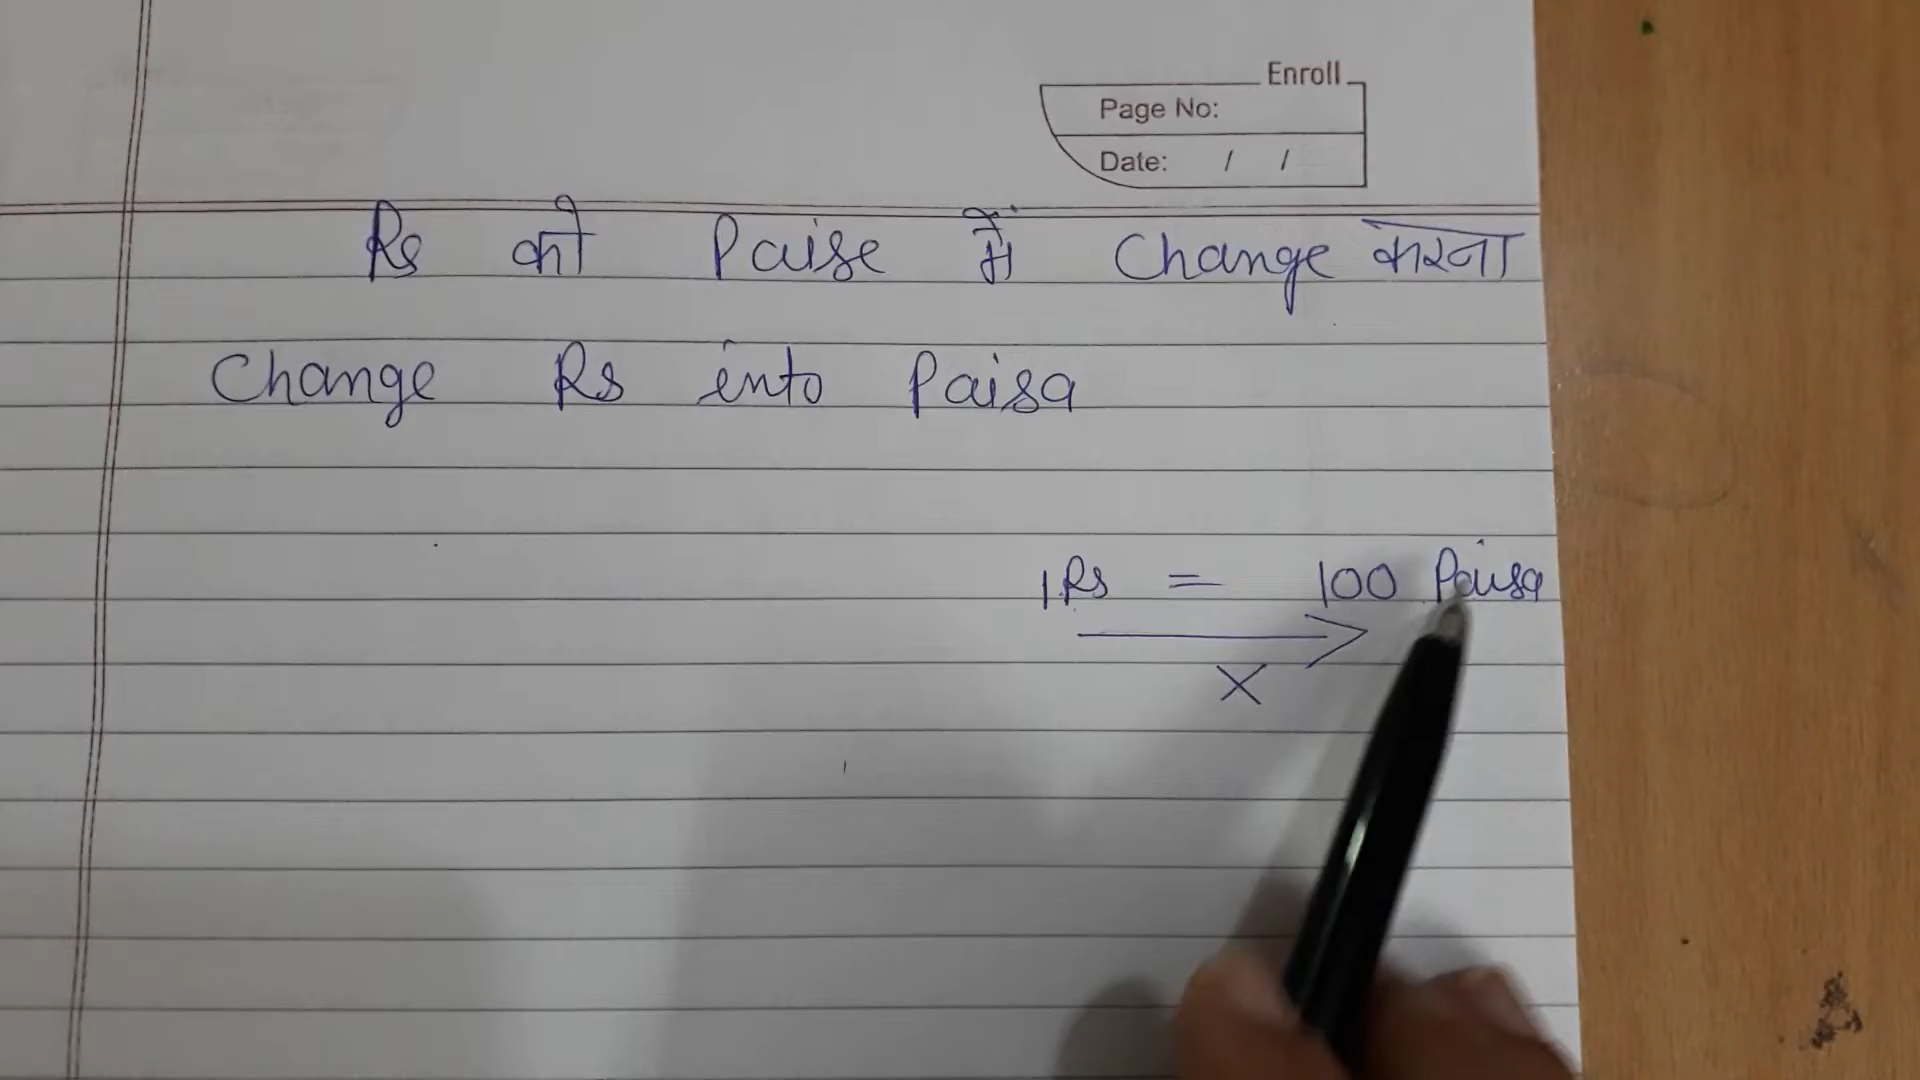 Enroll
Page No:
Date: / /
Rs को Paise में Change करना
Change Rs into Paisa
1Rs = 100 Paisa
X